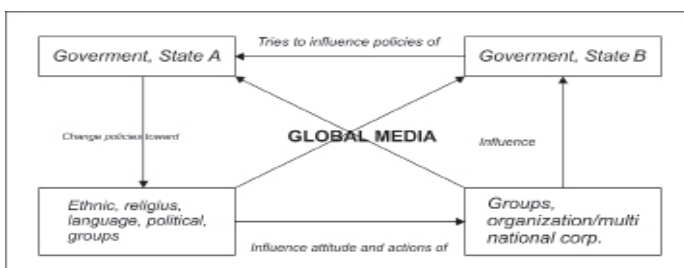 Tries to influence policies of
Goverment, State A
Goverment, State B
Change policies toward
GLOBAL MEDIA
Influence
Ethnic, religius,
language, political,
groups
Groups,
organization/multi
national corp.
Influence attitude and actions of